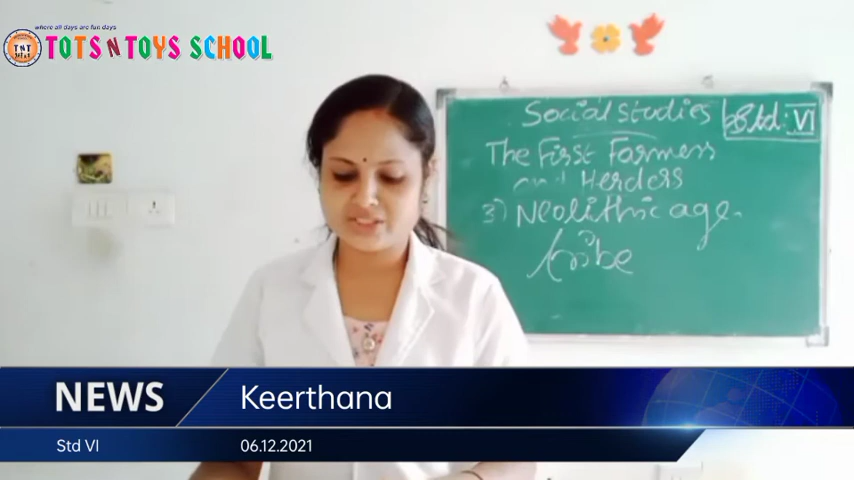 where all days are fun days
TNT
TOTS N TOYS SCHOOL
Social studies
Std: VI
The First Farmers
and Herders
3) Neolithic age.
tribe
NEWS
Keerthana
Std VI
06.12.2021